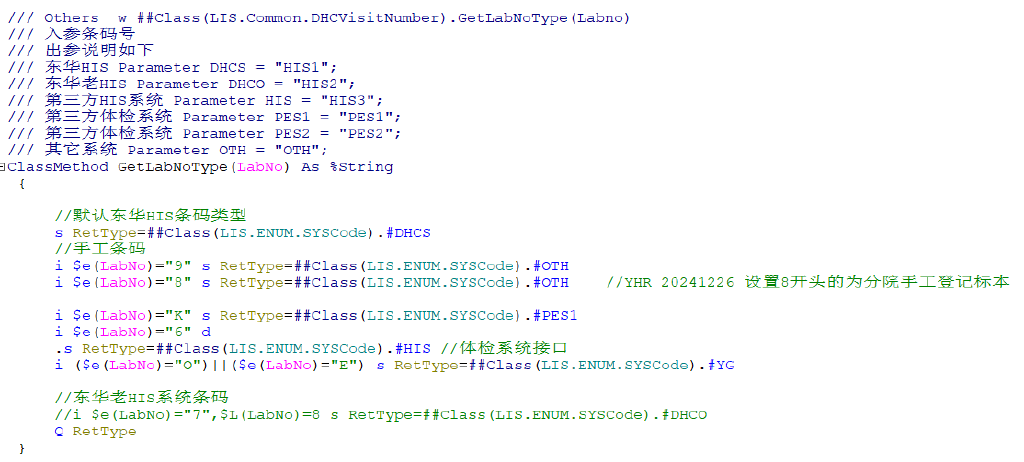 /// Others  w ##Class(LIS.Common.DHCVisitNumber).GetLabNoType(Labno)
/// 入参条码号
/// 出参说明如下
/// 东华HIS Parameter DHCS = "HIS1";
/// 东华老HIS Parameter DHCO = "HIS2";
/// 第三方HIS系统 Parameter HIS = "HIS3";
/// 第三方体检系统 Parameter PES1 = "PES1";
/// 第三方体检系统 Parameter PES2 = "PES2";
/// 其它系统 Parameter OTH = "OTH";
ClassMethod GetLabNoType(LabNo) As %String
{
//默认东华HIS条码类型
s RetType=##Class(LIS.ENUM.SYSCode).#DHCS
//手工条码
i $e(LabNo)="9" s RetType=##Class(LIS.ENUM.SYSCode).#OTH
i $e(LabNo)="8" s RetType=##Class(LIS.ENUM.SYSCode).#OTH    //YHR 20241226 设置8开头的为分院手工登记标本
i $e(LabNo)="K" s RetType=##Class(LIS.ENUM.SYSCode).#PES1
i $e(LabNo)="6" d
.s RetType=##Class(LIS.ENUM.SYSCode).#HIS //体检系统接口
i ($e(LabNo)="O")||($e(LabNo)="E") s RetType=##Class(LIS.ENUM.SYSCode).#YG
//东华老HIS系统条码
//i $e(LabNo)="7",$L(LabNo)=8 s RetType=##Class(LIS.ENUM.SYSCode).#DHCO
Q RetType
}